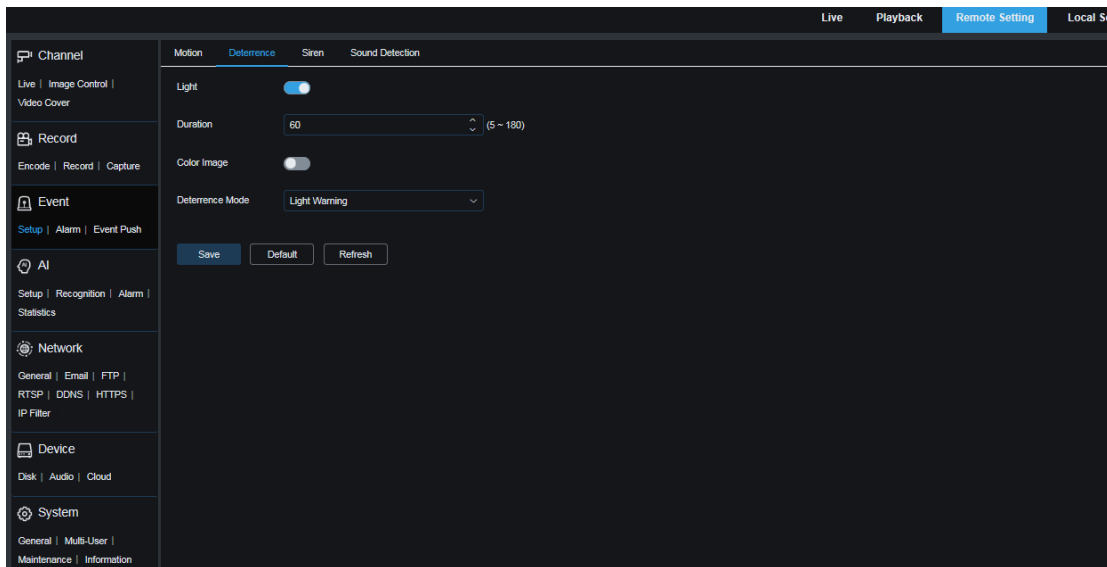 Live Playback Remote Setting Local S
Channel
Live | Image Control |
Video Cover
Record
Encode | Record | Capture
Event
Setup | Alarm | Event Push
AI
Setup | Recognition | Alarm |
Statistics
Network
General | Email | FTP |
RTSP | DDNS | HTTPS |
IP Filter
Device
Disk | Audio | Cloud
System
General | Multi-User |
Maintenance | Information
Motion Deterrence Siren Sound Detection
Light
Duration 60 (5 ~ 180)
Color Image
Deterrence Mode Light Warning
Save Default Refresh